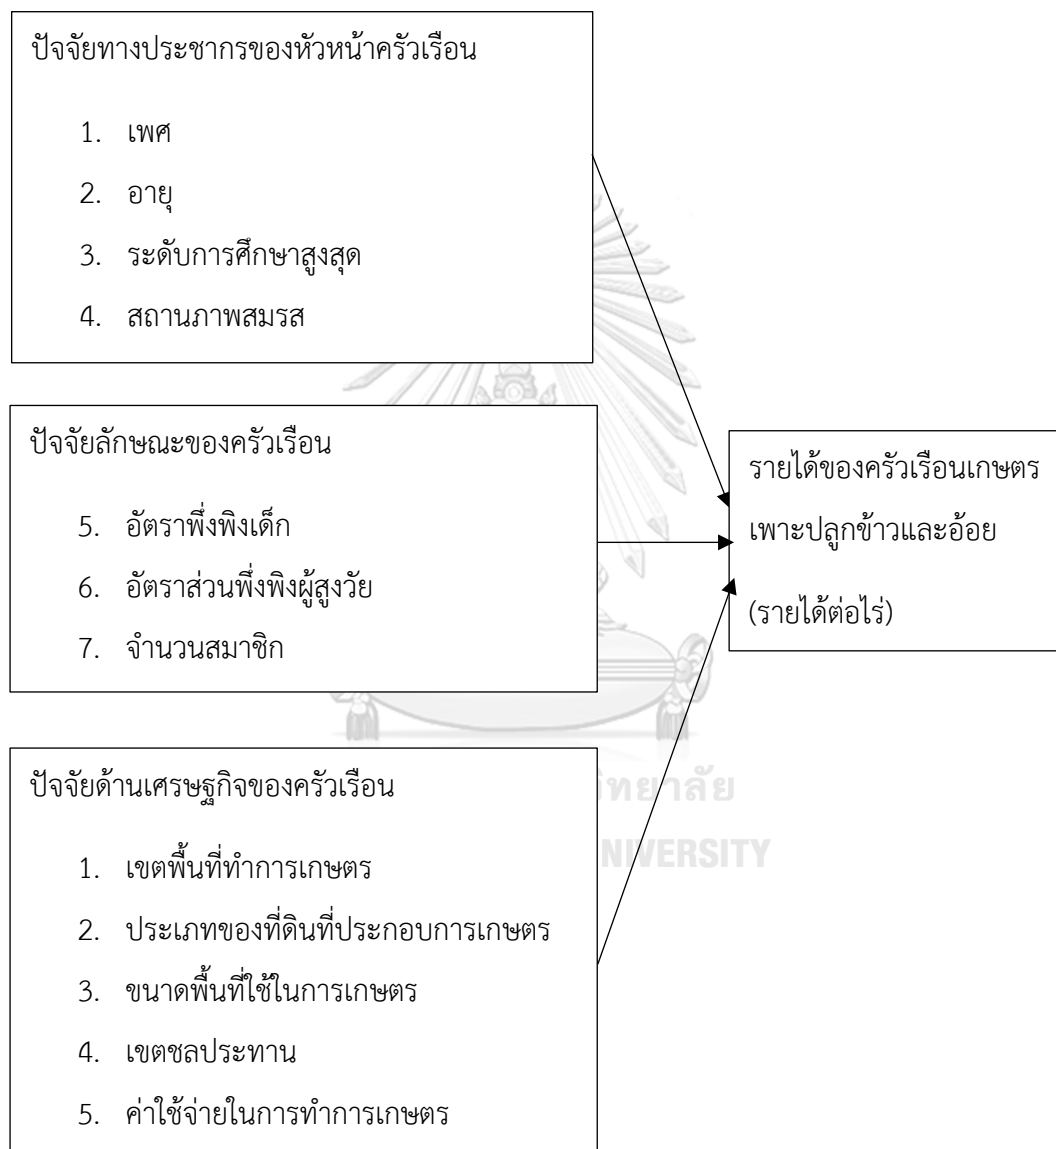 ปัจจัยทางประชากรของหัวหน้าครัวเรือน
1. เพศ
2. อายุ
3. ระดับการศึกษาสูงสุด
4. สถานภาพสมรส
ปัจจัยลักษณะของครัวเรือน
5. อัตราพึ่งพิงเด็ก
6. อัตราส่วนพึ่งพิงผู้สูงวัย
7. จำนวนสมาชิก
รายได้ของครัวเรือนเกษตร
เพาะปลูกข้าวและอ้อย
(รายได้ต่อไร่)
ปัจจัยด้านเศรษฐกิจของครัวเรือน
1. เขตพื้นที่ทำการเกษตร
2. ประเภทของที่ดินที่ประกอบการเกษตร
3. ขนาดพื้นที่ใช้ในการเกษตร
4. เขตชลประทาน
5. ค่าใช้จ่ายในการทำการเกษตร
ิทยาลัย
NIVERSITY